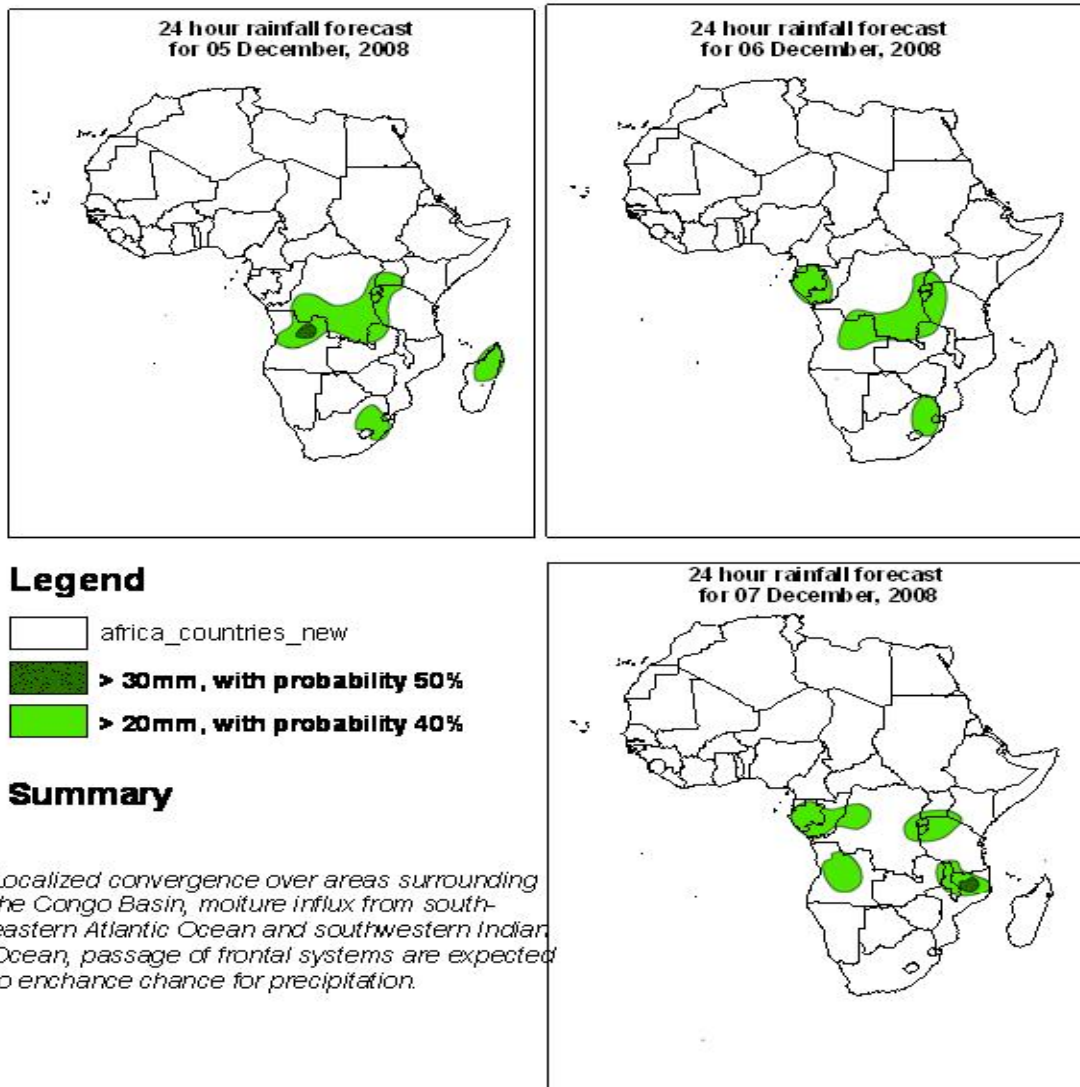 24 hour rainfall forecast
for 05 December, 2008
24 hour rainfall forecast
for 06 December, 2008
Legend
africa_countries_new
> 30mm, with probability 50%
> 20mm, with probability 40%
24 hour rainfall forecast
for 07 December, 2008
Summary
Localized convergence over areas surrounding
he Congo Basin, moiture influx from south-
eastern Atlantic Ocean and southwestern Indian
Ocean, passage of frontal systems are expected
o enchance chance for precipitation.